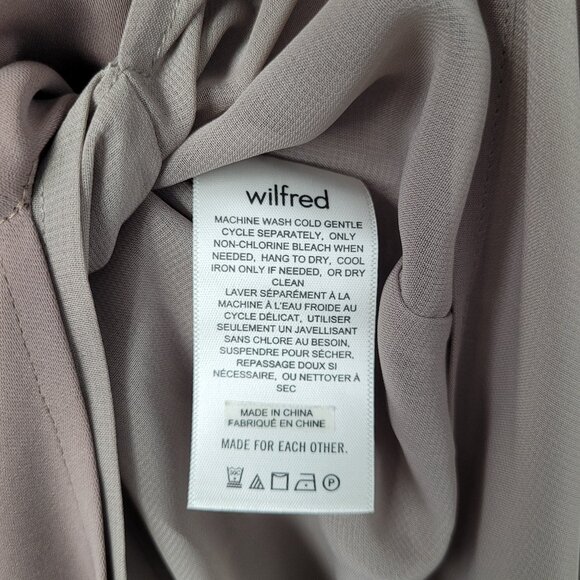 wilfred
MACHINE WASH COLD GENTLE
CYCLE SEPARATELY, ONLY
NON-CHLORINE BLEACH WHEN
NEEDED, HANG TO DRY, COOL
IRON ONLY IF NEEDED, OR DRY
CLEAN
LAVER SÉPARÉMENT À LA
MACHINE À L'EAU FROIDE AU
CYCLE DÉLICAT, UTILISER
SEULEMENT UN JAVELLISANT
SANS CHLORE AU BESOIN,
SUSPENDRE POUR SÉCHER,
REPASSAGE DOUX SI
NÉCESSAIRE, OU NETTOYER À
SEC
MADE IN CHINA
FABRIQUÉ EN CHINE
MADE FOR EACH OTHER.
P